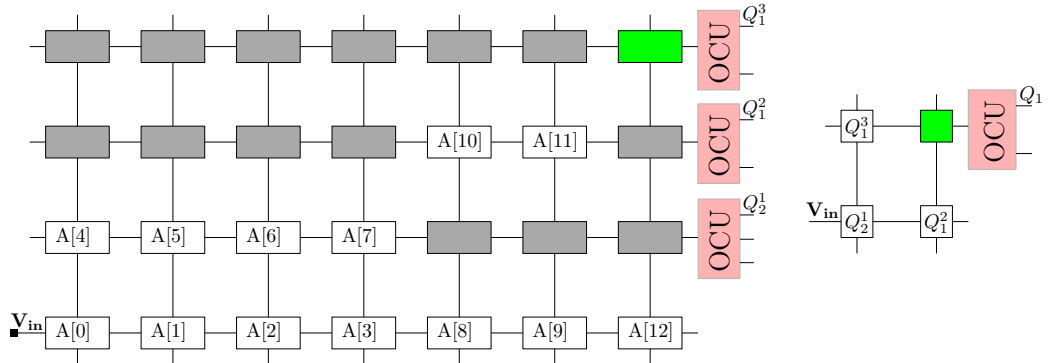 Q_1^3
OCU
Q_1^2
A[10] A[11] OCU
Q_2^1
A[4] A[5] A[6] A[7] OCU
V_in
A[0] A[1] A[2] A[3] A[8] A[9] A[12]
Q_1
Q_1^3 OCU
V_in
Q_2^1 Q_1^2